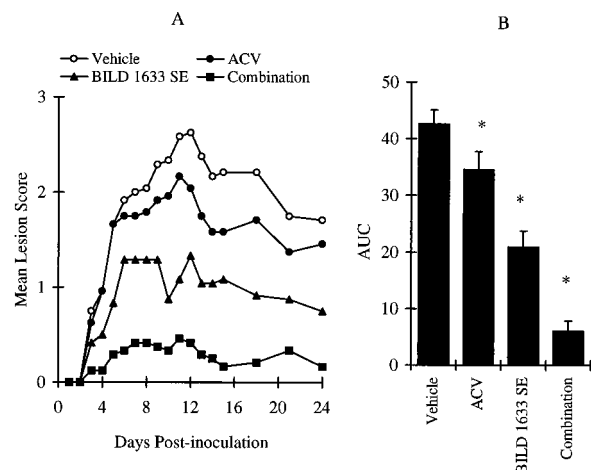 A
Vehicle
ACV
BILD 1633 SE
Combination
3
2
1
0
Mean Lesion Score
0
4
8
12
16
20
24
Days Post-inoculation
B
50
40
30
20
10
0
AUC
*
*
*
Vehicle
ACV
BILD 1633 SE
Combination